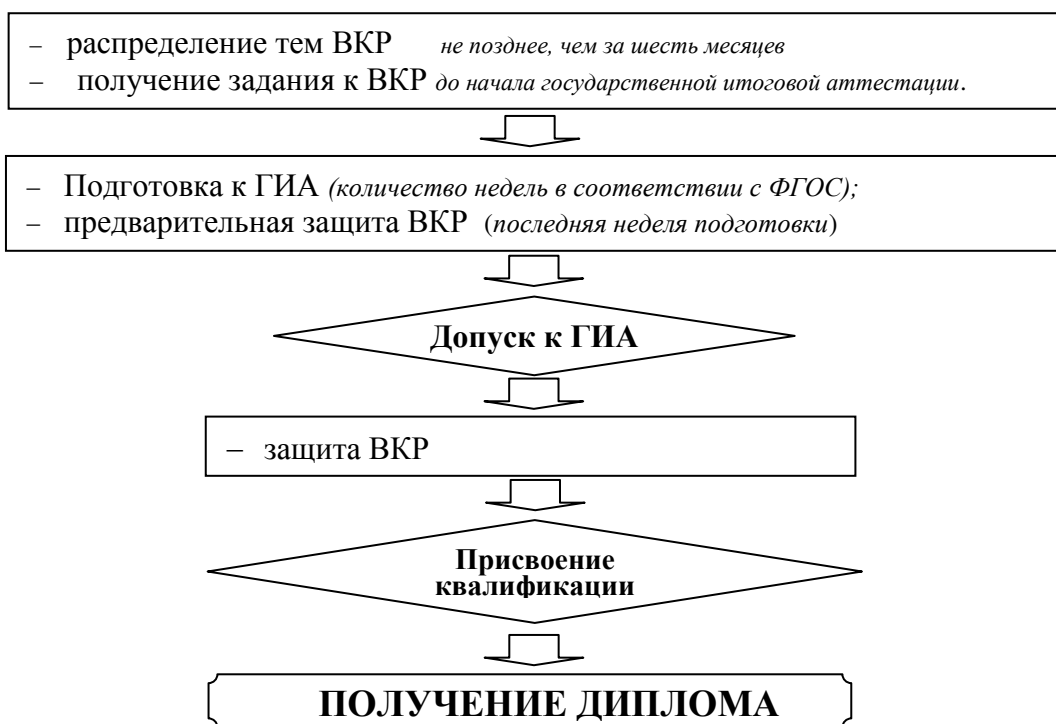 – распределение тем ВКР не позднее, чем за шесть месяцев
– получение задания к ВКР до начала государственной итоговой аттестации.
– Подготовка к ГИА (количество недель в соответствии с ФГОС);
– предварительная защита ВКР (последняя неделя подготовки)
Допуск к ГИА
– защита ВКР
Присвоение
квалификации
ПОЛУЧЕНИЕ ДИПЛОМА